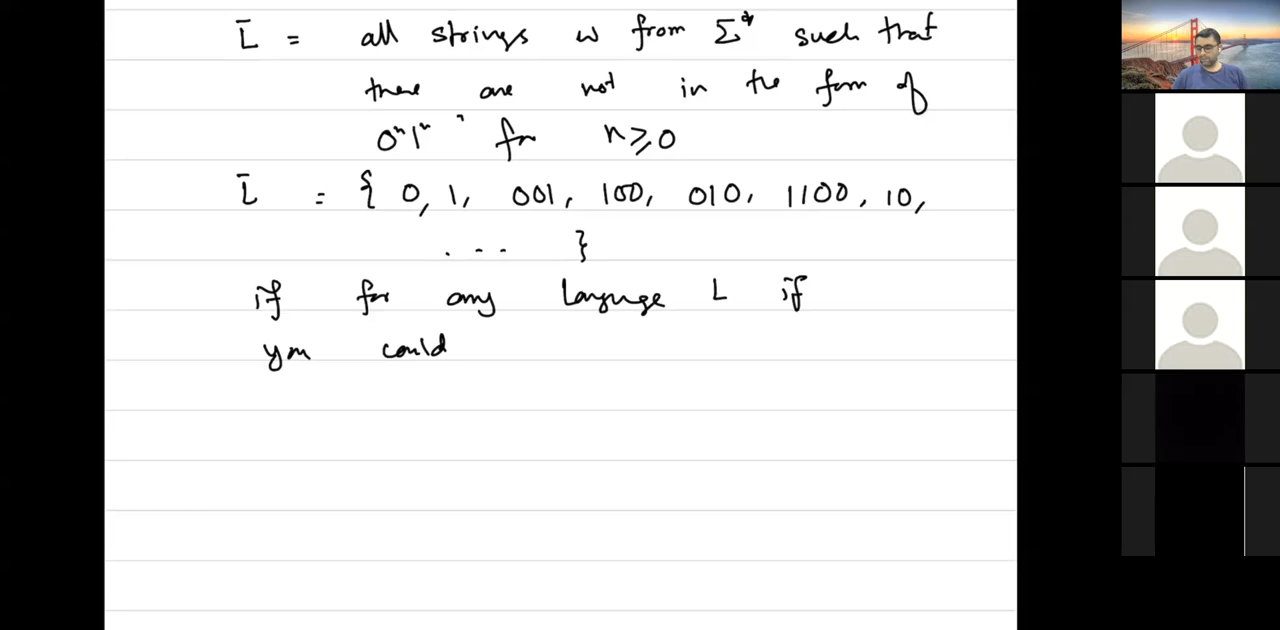 L̅ = all strings w from Σ* such that
there are not in the form of
0ⁿ1ⁿ for n ≥ 0
L̅ = { 0, 1, 001, 100, 010, 1100, 10,
. - - }
if for any language L if
you could